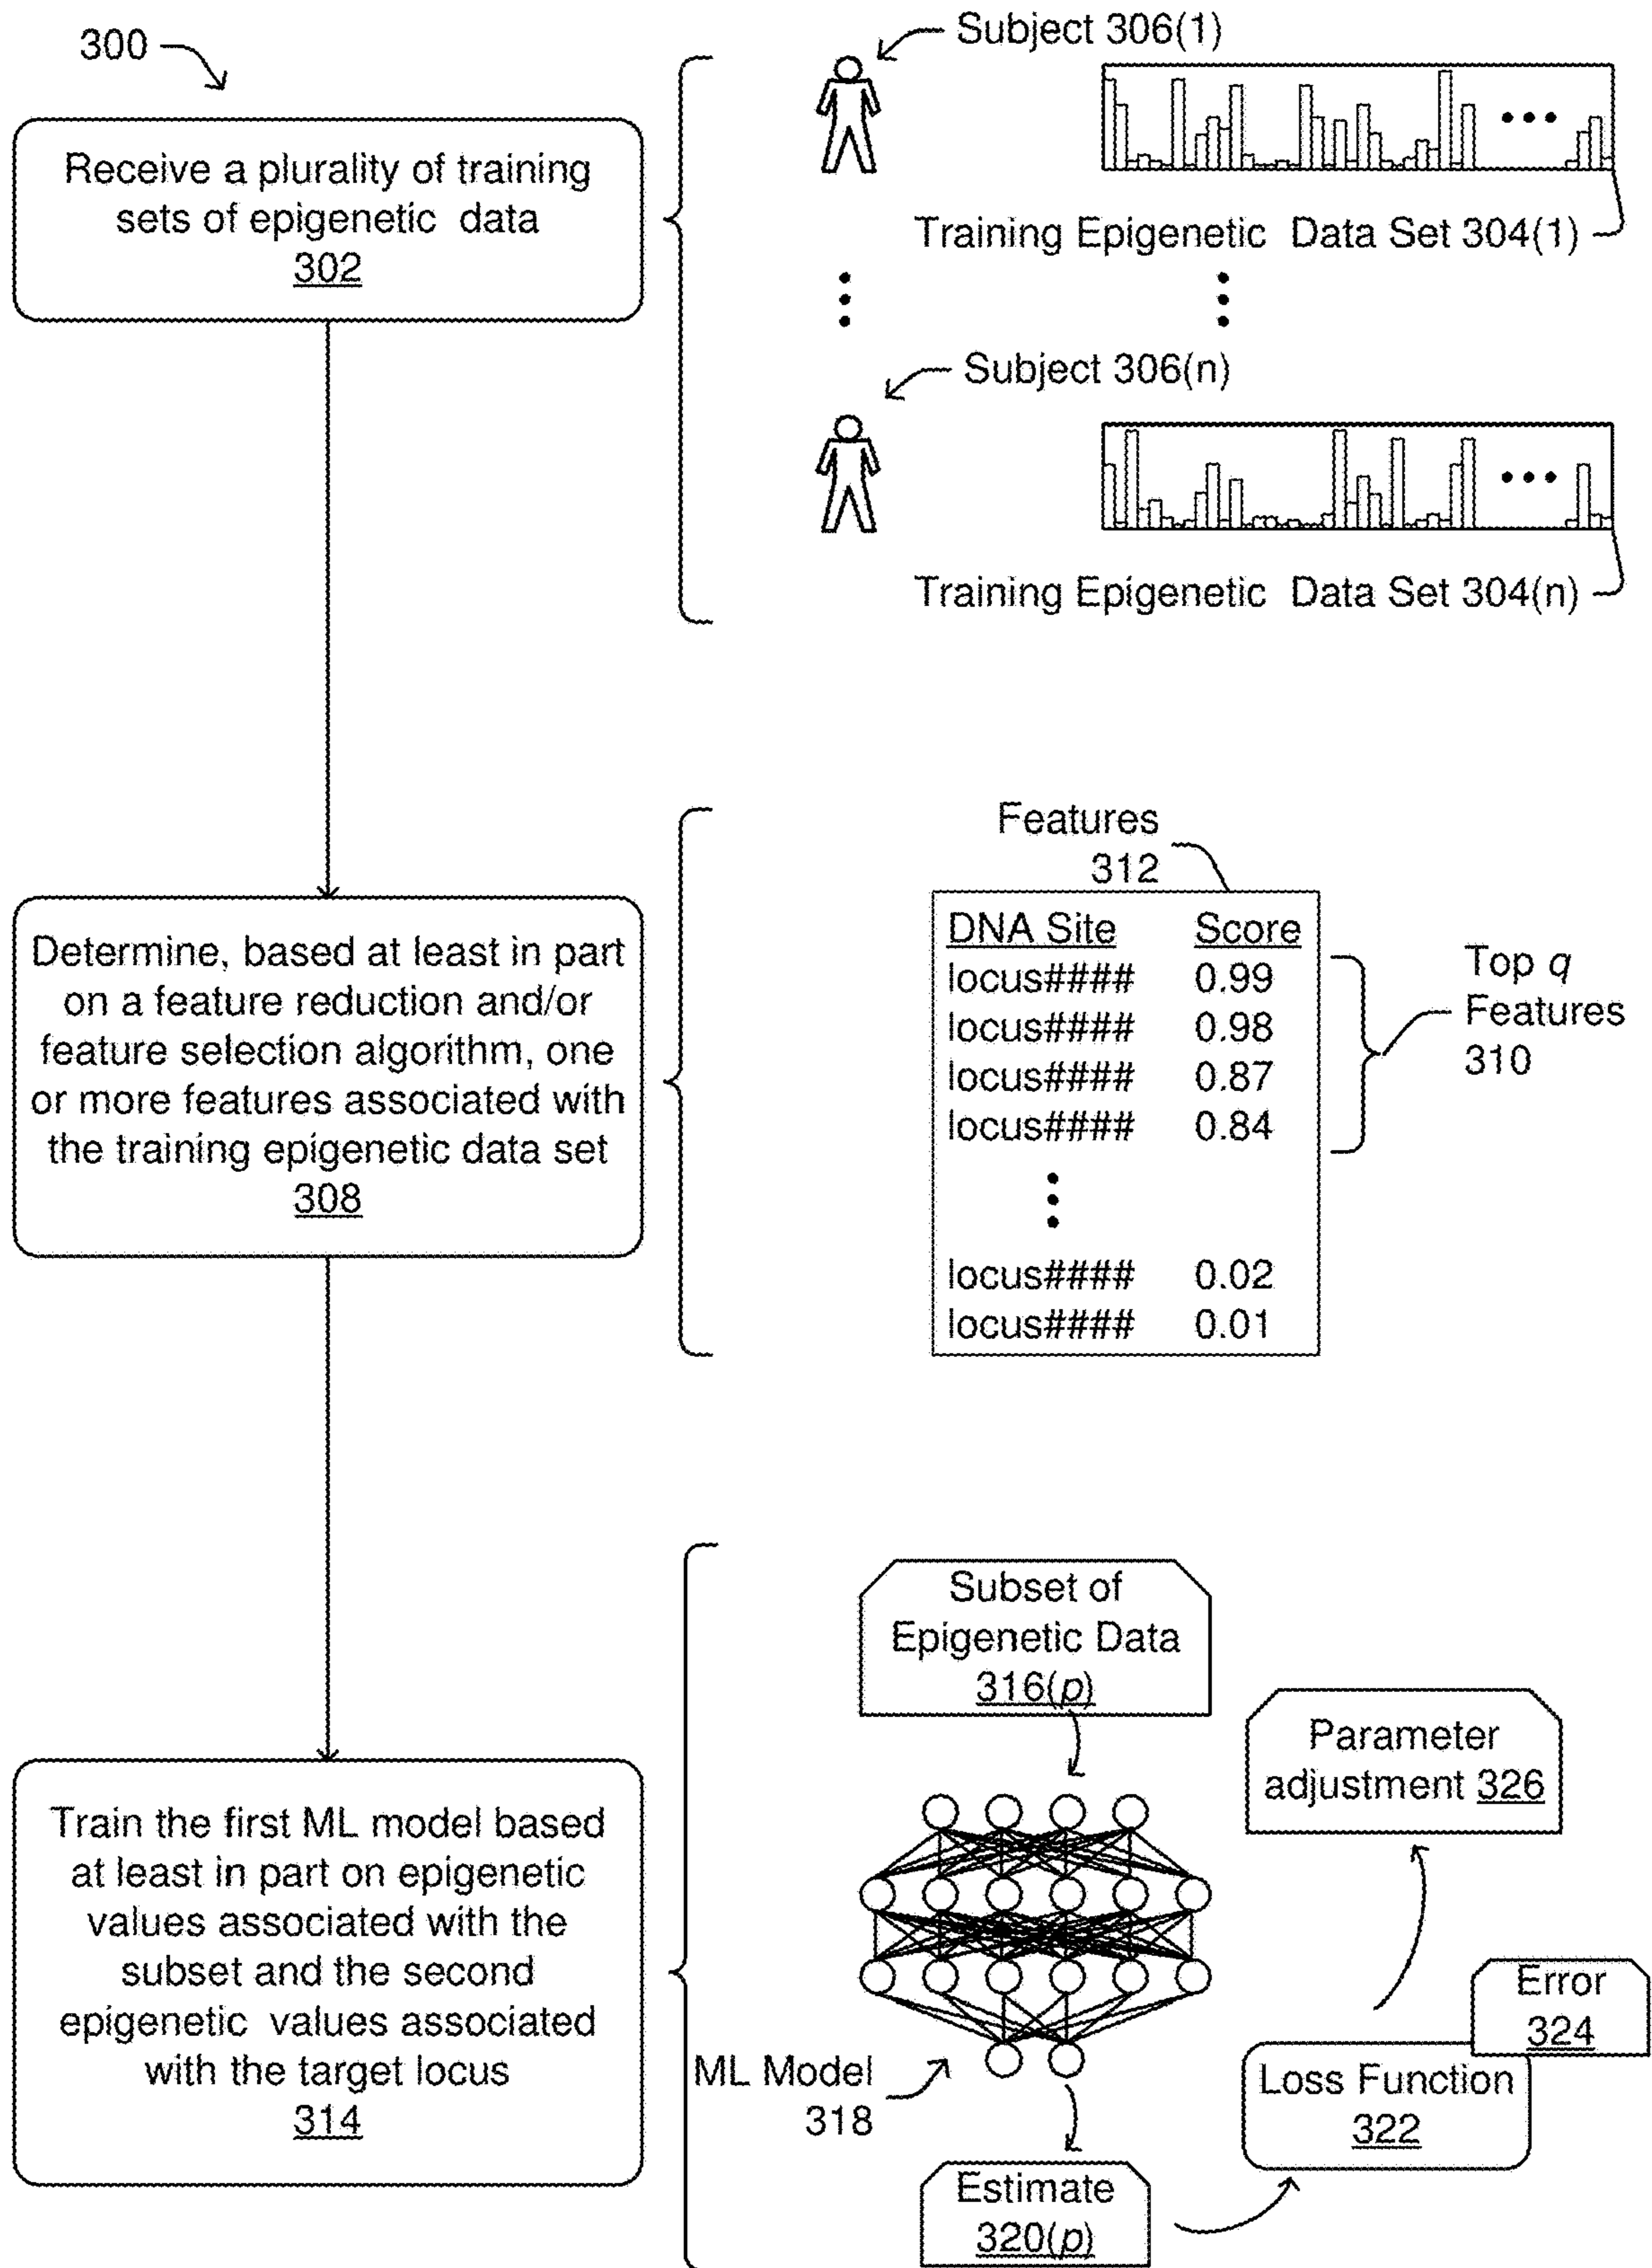 300
Receive a plurality of training
sets of epigenetic data
302
Subject 306(1)
Training Epigenetic Data Set 304(1)
Subject 306(n)
Training Epigenetic Data Set 304(n)
Determine, based at least in part
on a feature reduction and/or
feature selection algorithm, one
or more features associated with
the training epigenetic data set
308
Features
312
DNA Site Score
locus#### 0.99
locus#### 0.98
locus#### 0.87
locus#### 0.84
locus#### 0.02
locus#### 0.01
Top q
Features
310
Train the first ML model based
at least in part on epigenetic
values associated with the
subset and the second
epigenetic values associated
with the target locus
314
Subset of
Epigenetic Data
316(p)
ML Model
318
Estimate
320(p)
Loss Function
322
Error
324
Parameter
adjustment 326